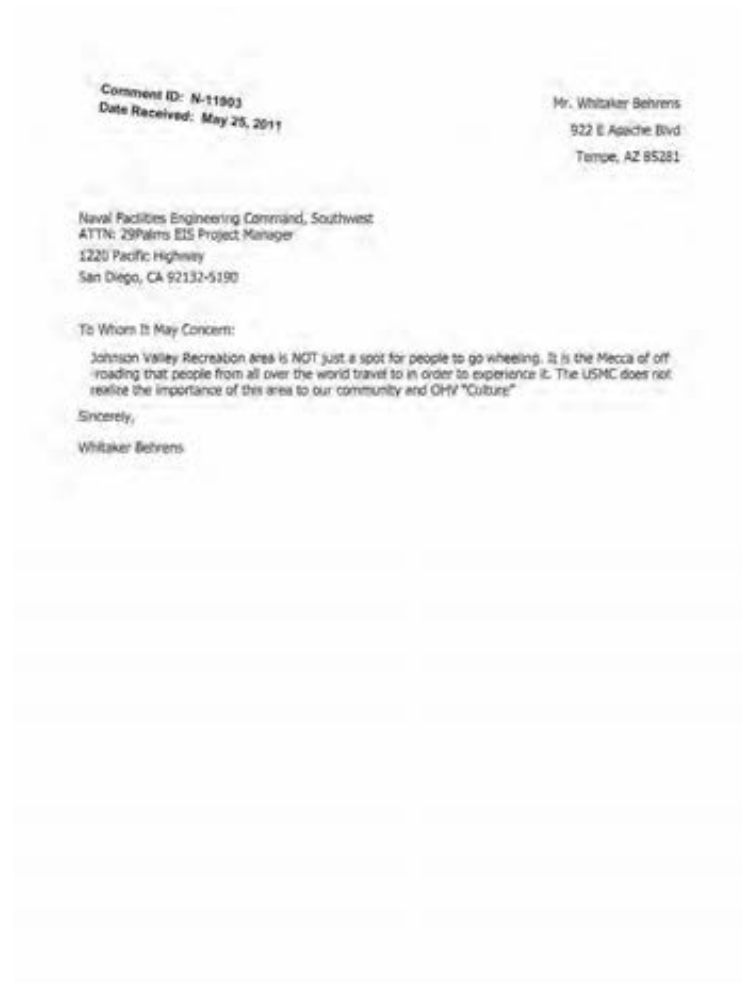 Comment ID: N-11903
Date Received: May 25, 2011
Mr. Whitaker Behrens
922 E Apache Blvd
Tempe, AZ 85281
Naval Facilities Engineering Command, Southwest
ATTN: 29Palms EIS Project Manager
1220 Pacific Highway
San Diego, CA 92132-5190
To Whom It May Concern:
Johnson Valley Recreation area is NOT just a spot for people to go wheeling. It is the Mecca of off
roading that people from all over the world travel to in order to experience it. The USMC does not
realize the importance of this area to our community and OHV "Culture"
Sincerely,
Whitaker Behrens